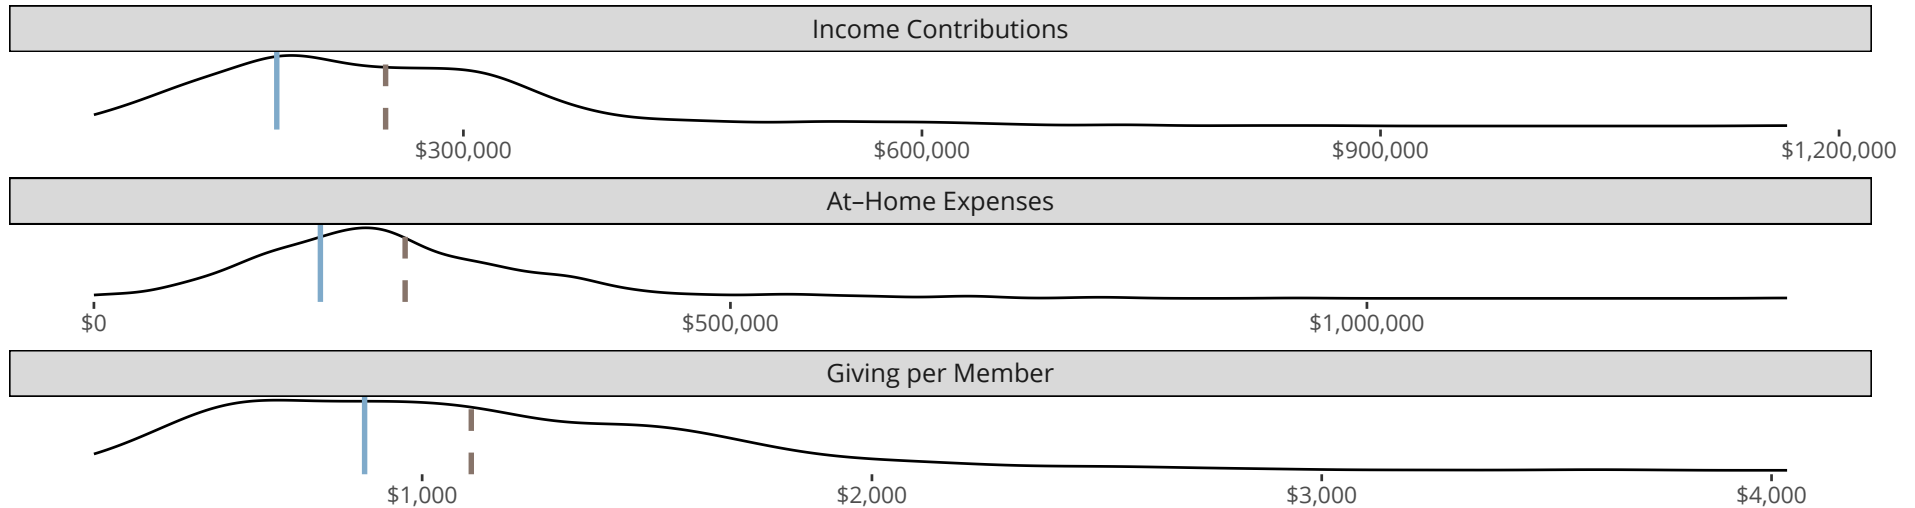 Income Contributions
$300,000 $600,000 $900,000 $1,200,000
At–Home Expenses
$0 $500,000 $1,000,000
Giving per Member
$1,000 $2,000 $3,000 $4,000